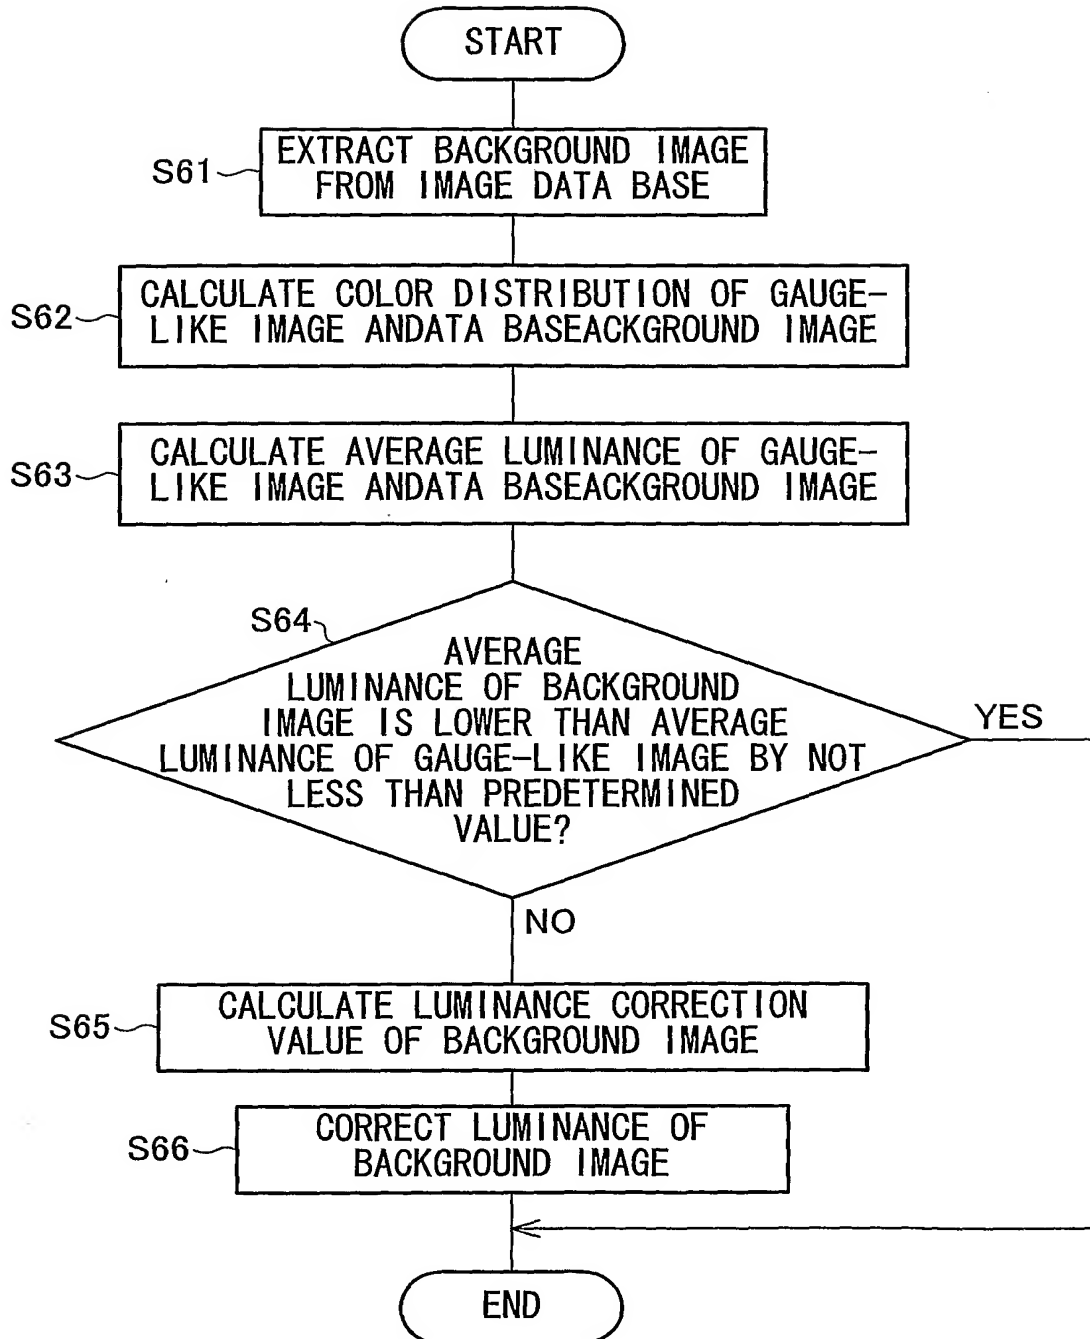 START
S61
EXTRACT BACKGROUND IMAGE
FROM IMAGE DATA BASE
S62
CALCULATE COLOR DISTRIBUTION OF GAUGE-
LIKE IMAGE ANDATA BASEACKGROUND IMAGE
S63
CALCULATE AVERAGE LUMINANCE OF GAUGE-
LIKE IMAGE ANDATA BASEACKGROUND IMAGE
S64
AVERAGE
LUMINANCE OF BACKGROUND
IMAGE IS LOWER THAN AVERAGE
LUMINANCE OF GAUGE-LIKE IMAGE BY NOT
LESS THAN PREDETERMINED
VALUE?
YES
NO
S65
CALCULATE LUMINANCE CORRECTION
VALUE OF BACKGROUND IMAGE
S66
CORRECT LUMINANCE OF
BACKGROUND IMAGE
END